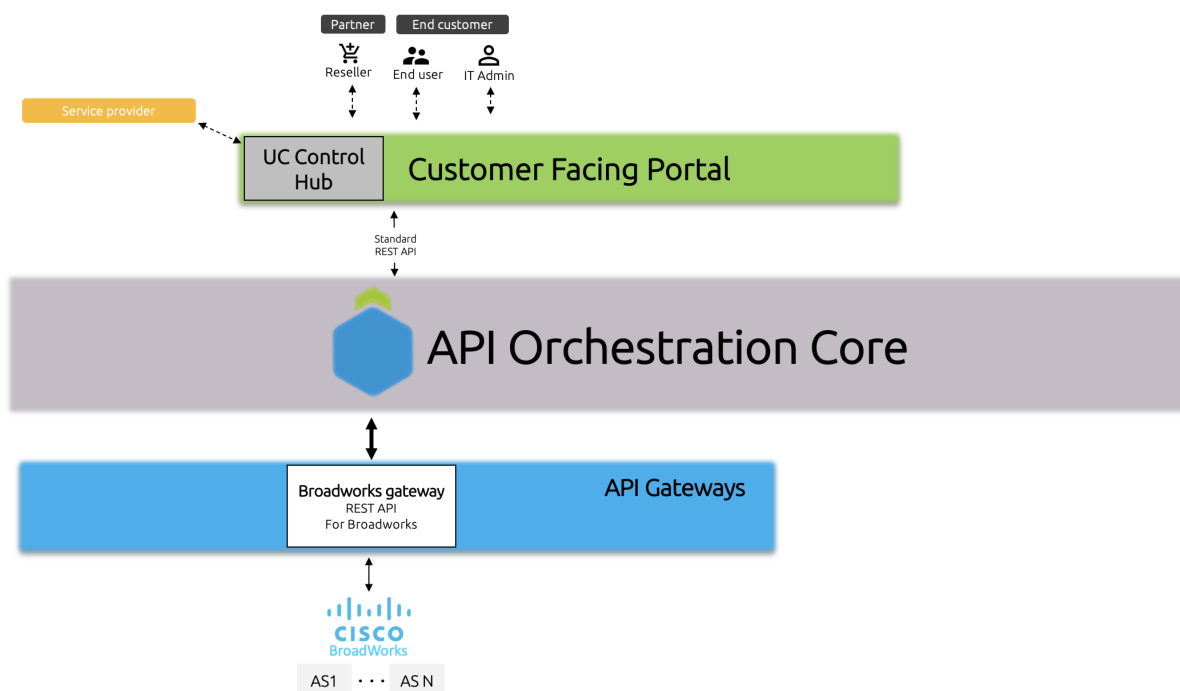 Partner
End customer
Reseller
End user
IT Admin
Service provider
UC Control
Hub
Customer Facing Portal
Standard
REST API
API Orchestration Core
Broadworks gateway
REST API
For Broadworks
API Gateways
CISCO
BroadWorks
AS1 · · · AS N